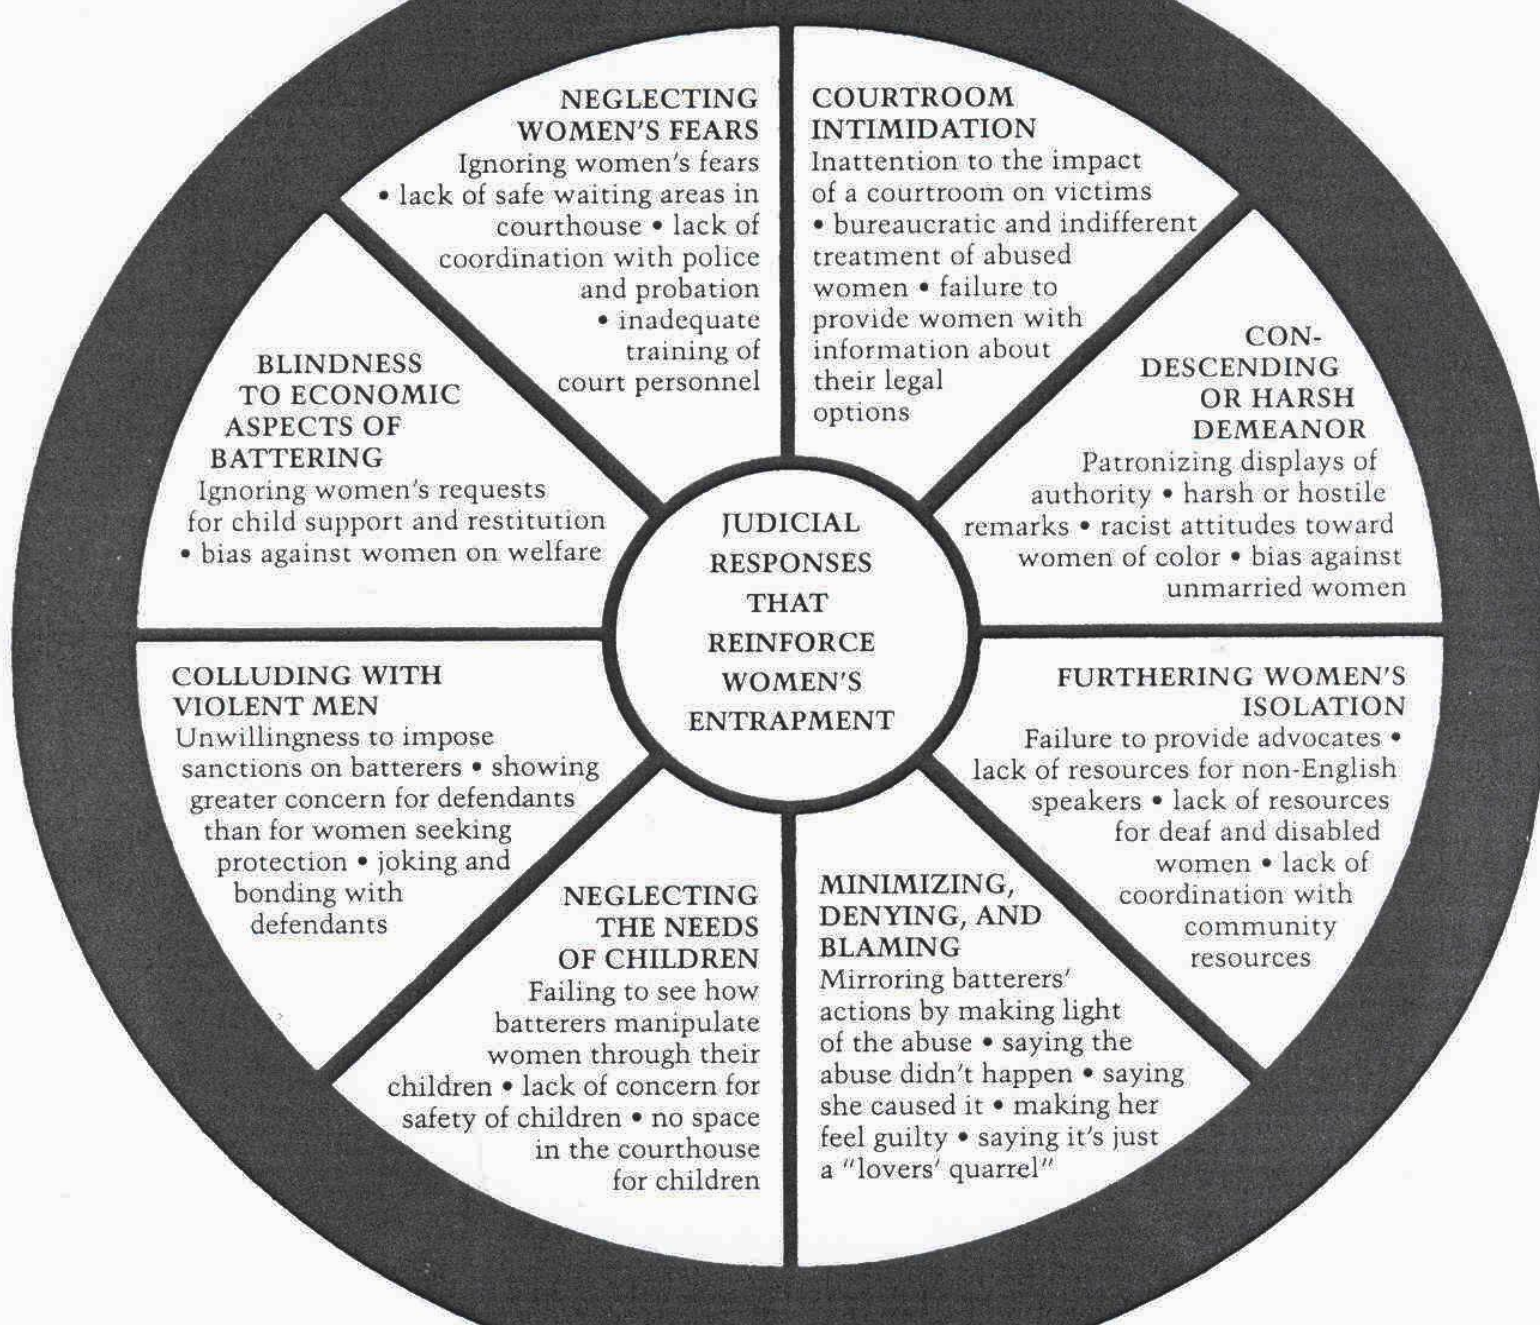 NEGLECTING
WOMEN'S FEARS
Ignoring women's fears
• lack of safe waiting areas in
courthouse • lack of
coordination with police
and probation
• inadequate
training of
court personnel
COURTROOM
INTIMIDATION
Inattention to the impact
of a courtroom on victims
• bureaucratic and indifferent
treatment of abused
women • failure to
provide women with
information about
their legal
options
CON-
DESCENDING
OR HARSH
DEMEANOR
Patronizing displays of
authority • harsh or hostile
remarks • racist attitudes toward
women of color • bias against
unmarried women
FURTHERING WOMEN'S
ISOLATION
Failure to provide advocates •
lack of resources for non-English
speakers • lack of resources
for deaf and disabled
women • lack of
coordination with
community
resources
MINIMIZING,
DENYING, AND
BLAMING
Mirroring batterers'
actions by making light
of the abuse • saying the
abuse didn't happen • saying
she caused it • making her
feel guilty • saying it's just
a "lovers' quarrel"
NEGLECTING
THE NEEDS
OF CHILDREN
Failing to see how
batterers manipulate
women through their
children • lack of concern for
safety of children • no space
in the courthouse
for children
COLLUDING WITH
VIOLENT MEN
Unwillingness to impose
sanctions on batterers • showing
greater concern for defendants
than for women seeking
protection • joking and
bonding with
defendants
BLINDNESS
TO ECONOMIC
ASPECTS OF
BATTERING
Ignoring women's requests
for child support and restitution
• bias against women on welfare
JUDICIAL
RESPONSES
THAT
REINFORCE
WOMEN'S
ENTRAPMENT